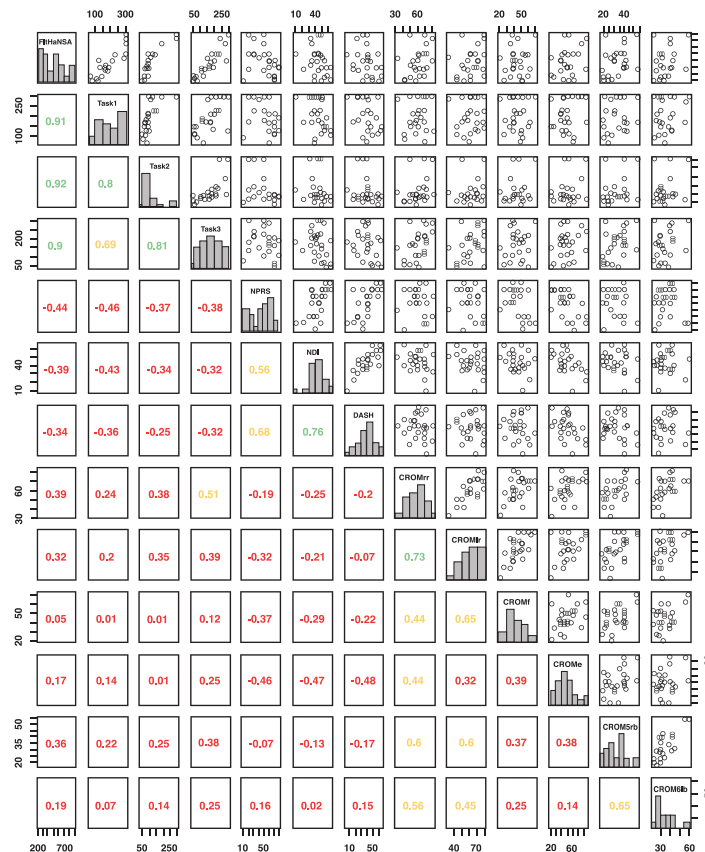 100 300 50 250 10 40 30 60 20 50 20 40
FItHaNSA
250 Task1
0.91 100
Task2
0.92 0.8
200 Task3
0.9 0.69 0.81
50
NPRS
-0.44 -0.46 -0.37 -0.38
NDI
40 -0.39 -0.43 -0.34 -0.32 0.56
10
DASH
-0.34 -0.36 -0.25 -0.32 0.68 0.76
CROMrr
60 0.39 0.24 0.38 0.51 -0.19 -0.25 -0.2
30
CROMlr
0.32 0.2 0.35 0.39 -0.32 -0.21 -0.07 0.73
CROMf
50 0.05 0.01 0.01 0.12 -0.37 -0.29 -0.22 0.44 0.65
20
CROMe
0.17 0.14 0.01 0.25 -0.46 -0.47 -0.48 0.44 0.32 0.39
50 CROM5rb
35 0.36 0.22 0.25 0.38 -0.07 -0.13 -0.17 0.6 0.6 0.37 0.38
20
CROM6lb
0.19 0.07 0.14 0.25 0.16 0.02 0.15 0.56 0.45 0.25 0.14 0.65
200 700 50 250 10 50 10 50 40 70 20 60 30 60